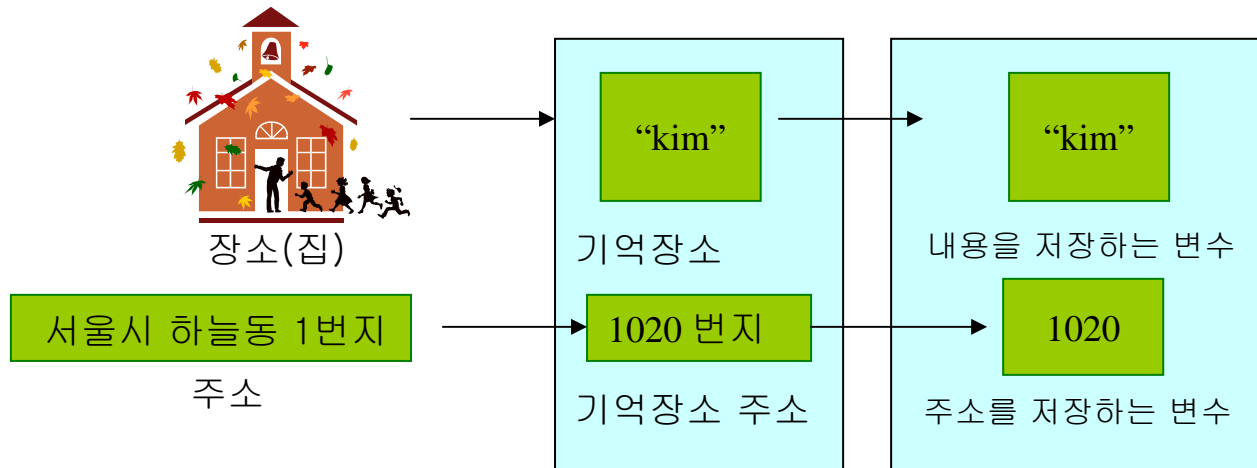 “kim”
“kim”
장소(집)
기억장소
내용을 저장하는 변수
서울시 하늘동 1번지
1020 번지
1020
주소
기억장소 주소
주소를 저장하는 변수